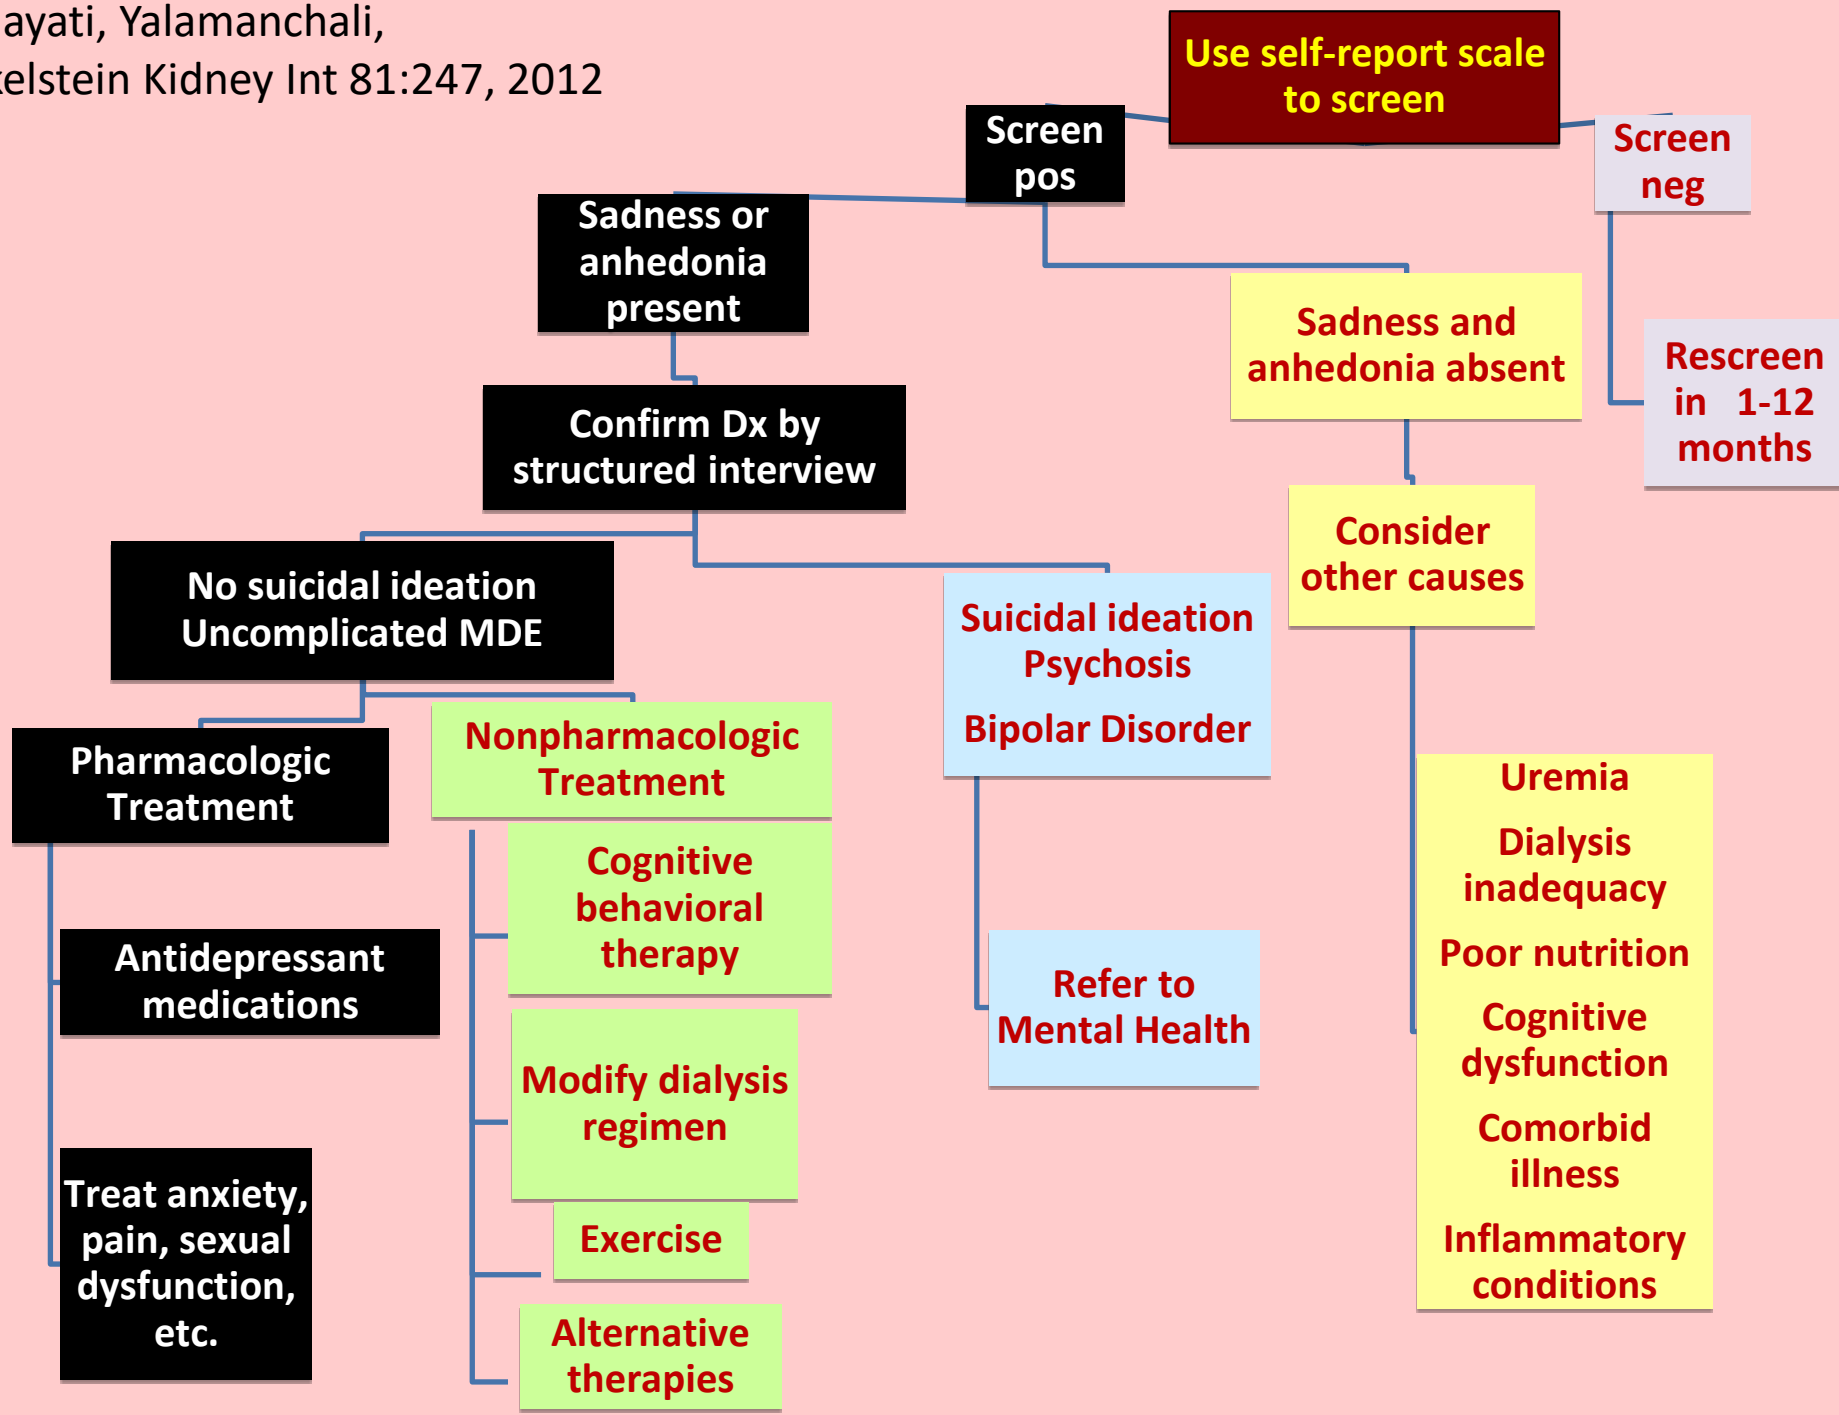 ayati, Yalamanchali,
kelstein Kidney Int 81:247, 2012
Use self-report scale
to screen
Screen
pos
Screen
neg
Sadness or
anhedonia
present
Sadness and
anhedonia absent
Rescreen
in 1-12
months
Confirm Dx by
structured interview
Consider
other causes
No suicidal ideation
Uncomplicated MDE
Suicidal ideation
Psychosis
Bipolar Disorder
Pharmacologic
Treatment
Nonpharmacologic
Treatment
Uremia
Dialysis
inadequacy
Poor nutrition
Cognitive
dysfunction
Comorbid
illness
Inflammatory
conditions
Cognitive
behavioral
therapy
Antidepressant
medications
Refer to
Mental Health
Modify dialysis
regimen
Treat anxiety,
pain, sexual
dysfunction,
etc.
Exercise
Alternative
therapies